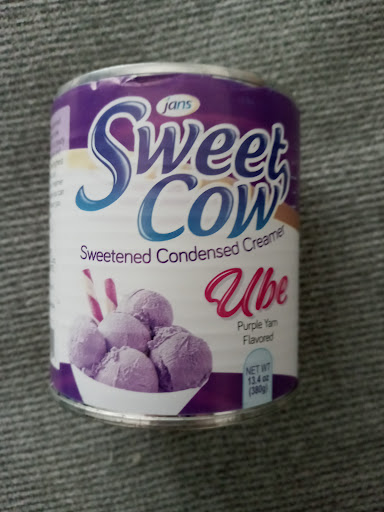 jans
Sweet
Cow
Sweetened Condensed Creamer
Ube
Purple Yam
Flavored
NET WT
13.4 oz
(380g)